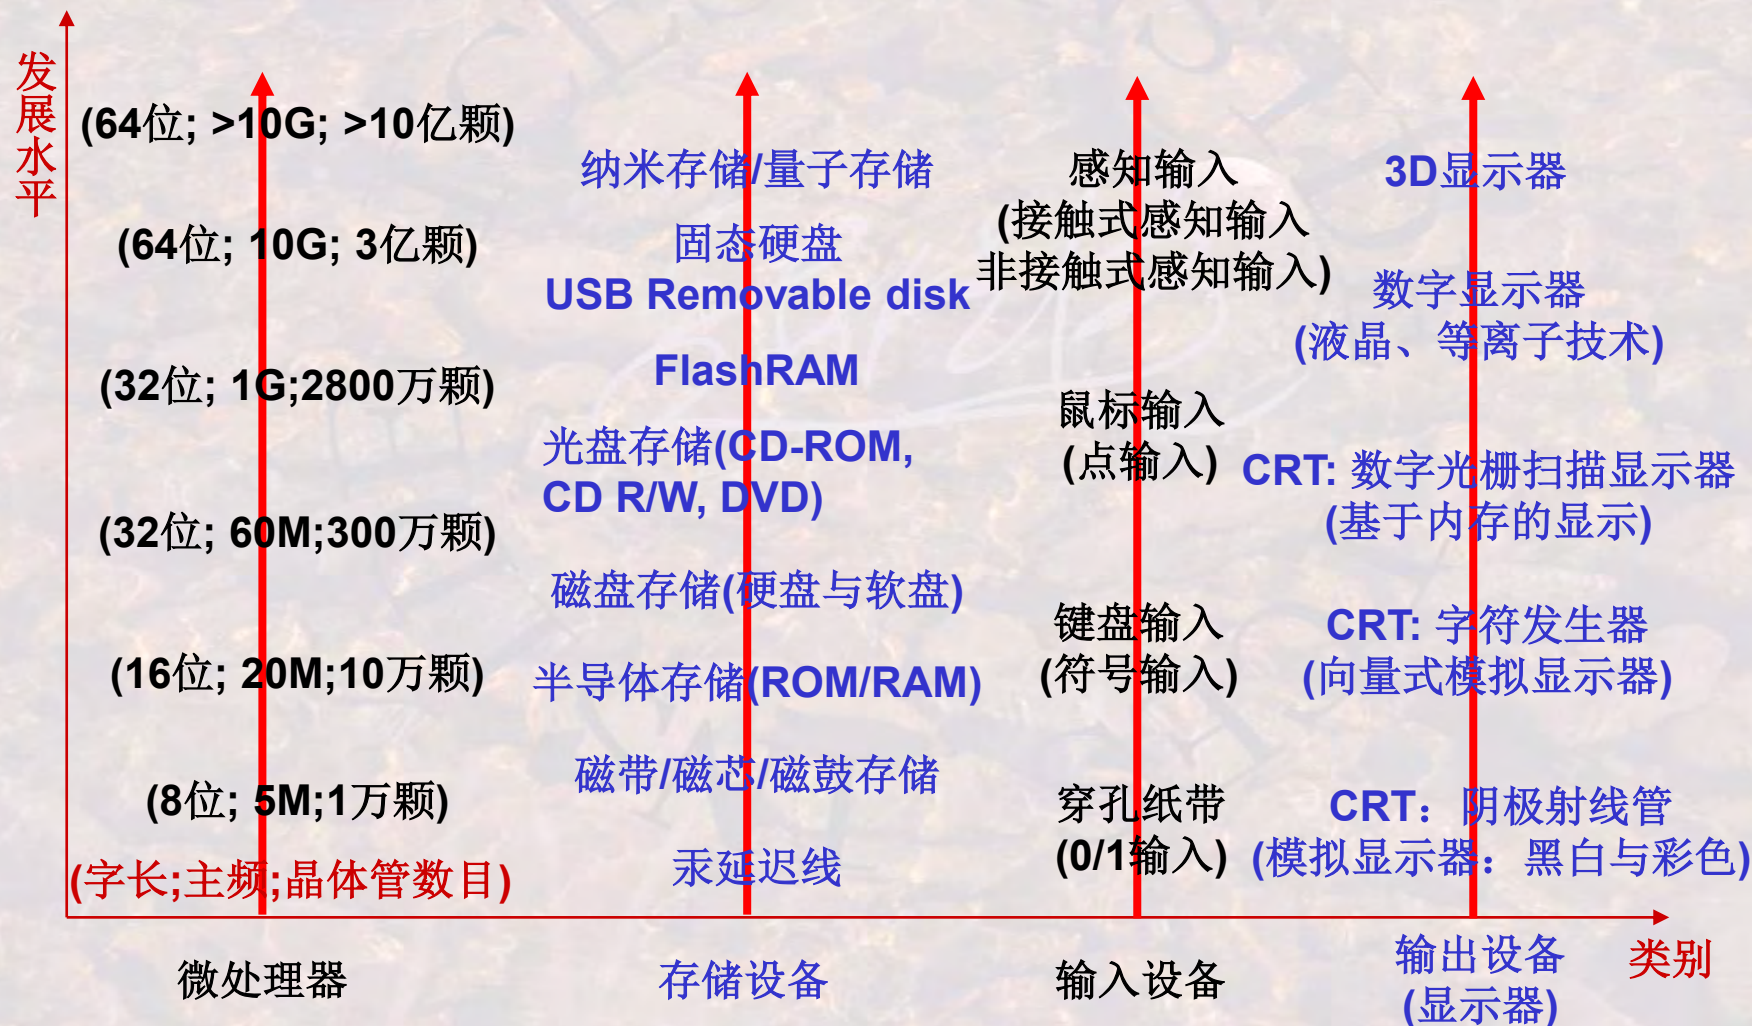 发展水平
(64位; >10G; >10亿颗)
(64位; 10G; 3亿颗)
(32位; 1G;2800万颗)
(32位; 60M;300万颗)
(16位; 20M;10万颗)
(8位; 5M;1万颗)
(字长;主频;晶体管数目)
微处理器
纳米存储/量子存储
固态硬盘
USB Removable disk
FlashRAM
光盘存储(CD-ROM,
CD R/W, DVD)
磁盘存储(硬盘与软盘)
半导体存储(ROM/RAM)
磁带/磁芯/磁鼓存储
汞延迟线
存储设备
感知输入
(接触式感知输入
非接触式感知输入)
鼠标输入
(点输入)
键盘输入
(符号输入)
穿孔纸带
(0/1输入)
输入设备
3D显示器
数字显示器
(液晶、等离子技术)
CRT: 数字光栅扫描显示器
(基于内存的显示)
CRT: 字符发生器
(向量式模拟显示器)
CRT：阴极射线管
(模拟显示器：黑白与彩色)
输出设备
(显示器)
类别